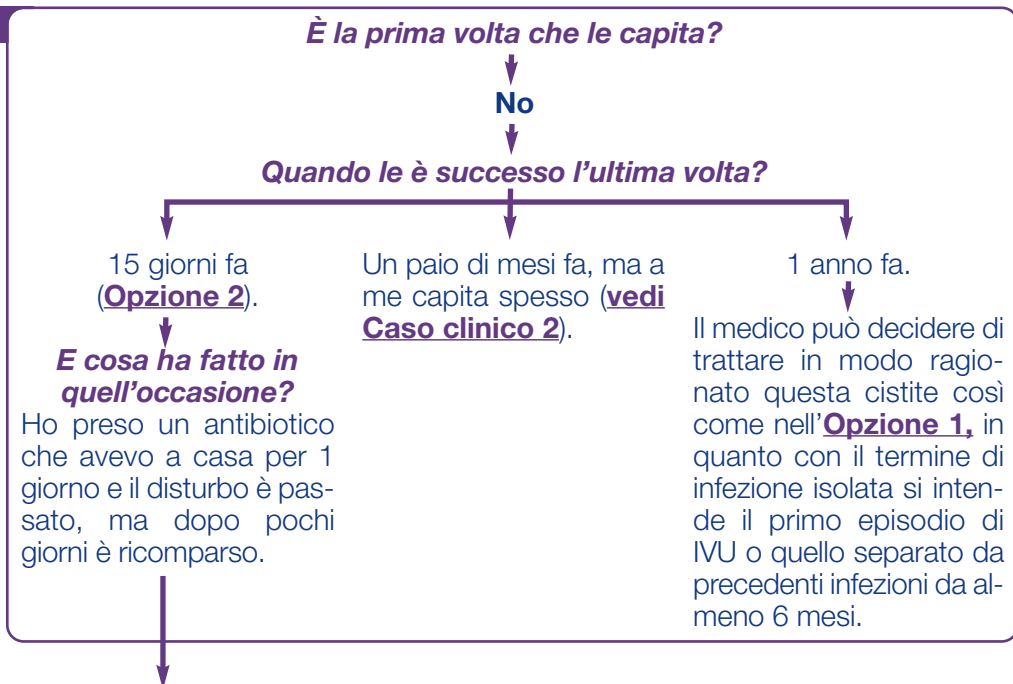 È la prima volta che le capita?
No
Quando le è successo l'ultima volta?
15 giorni fa
(Opzione 2).
E cosa ha fatto in
quell'occasione?
Ho preso un antibiotico
che avevo a casa per 1
giorno e il disturbo è pas-
sato, ma dopo pochi
giorni è ricomparso.
Un paio di mesi fa, ma a
me capita spesso (vedi
Caso clinico 2).
1 anno fa.
Il medico può decidere di
trattare in modo ragio-
nato questa cistite così
come nell'Opzione 1, in
quanto con il termine di
infezione isolata si inten-
de il primo episodio di
IVU o quello separato da
precedenti infezioni da al-
meno 6 mesi.